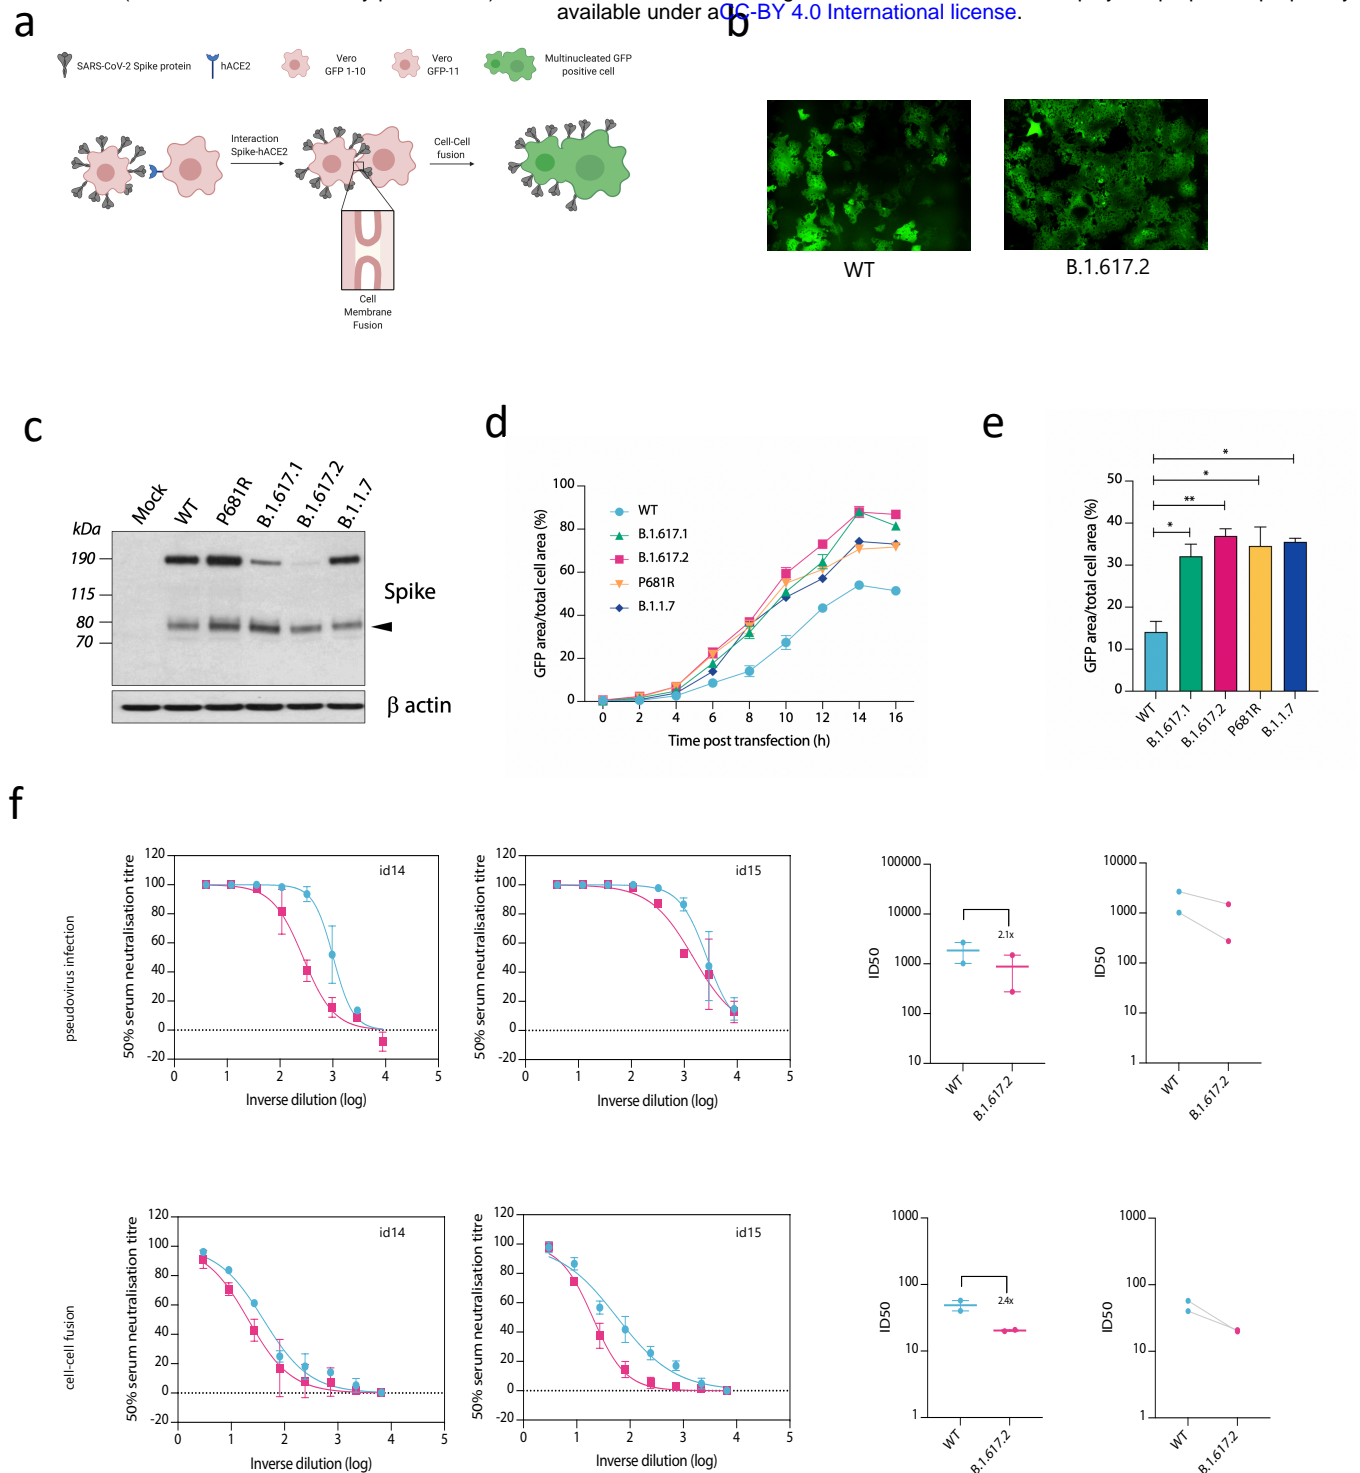 available under aCC-BY 4.0 International license.
a
b
SARS-CoV-2 Spike protein
hACE2
Vero
GFP 1-10
Vero
GFP-11
Multinucleated GFP
positive cell
Interaction
Spike-hACE2
Cell-Cell
fusion
Cell
Membrane
Fusion
WT
B.1.617.2
c
kDa
Mock
WT
P681R
B.1.617.1
B.1.617.2
B.1.1.7
190
115
80
70
Spike
β actin
d
GFP area/total cell area (%)
100
80
60
40
20
0
WT
B.1.617.1
B.1.617.2
P681R
B.1.1.7
0 2 4 6 8 10 12 14 16
Time post transfection (h)
e
GFP area/total cell area (%)
50
40
30
20
10
0
*
*
**
*
WT
B.1.617.1
B.1.617.2
P681R
B.1.1.7
f
pseudovirus infection
50% serum neutralisation titre
120
100
80
60
40
20
0
-20
id14
0 1 2 3 4 5
Inverse dilution (log)
50% serum neutralisation titre
120
100
80
60
40
20
0
-20
id15
0 1 2 3 4 5
Inverse dilution (log)
ID50
100000
10000
1000
100
10
2.1x
WT
B.1.617.2
ID50
10000
1000
100
10
1
WT
B.1.617.2
cell-cell fusion
50% serum neutralisation titre
120
100
80
60
40
20
0
-20
id14
0 1 2 3 4 5
Inverse dilution (log)
50% serum neutralisation titre
120
100
80
60
40
20
0
-20
id15
0 1 2 3 4 5
Inverse dilution (log)
ID50
1000
100
10
1
2.4x
WT
B.1.617.2
ID50
1000
100
10
1
WT
B.1.617.2